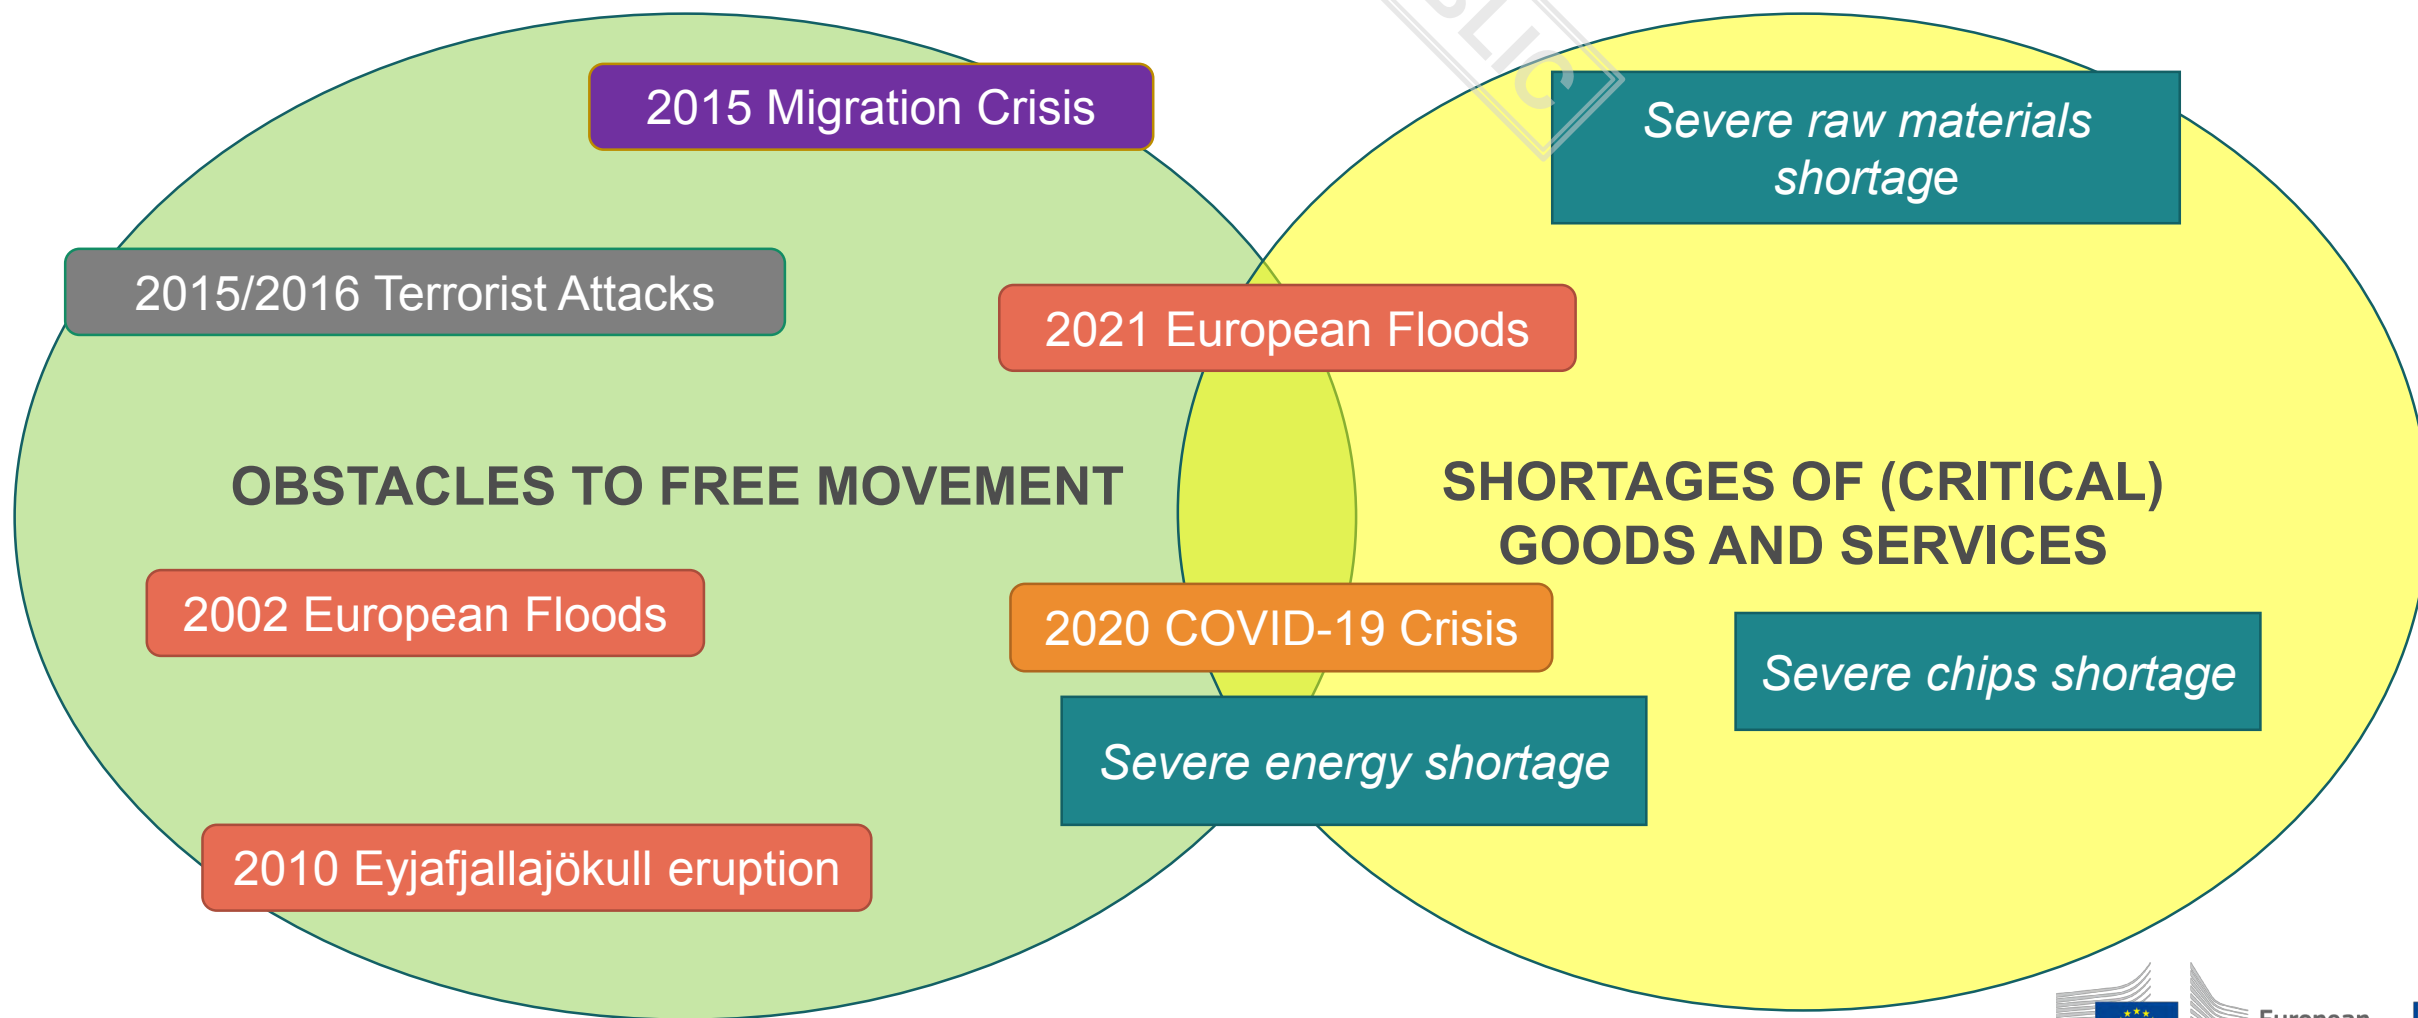 2015 Migration Crisis
Severe raw materials
shortage
2015/2016 Terrorist Attacks
2021 European Floods
OBSTACLES TO FREE MOVEMENT
SHORTAGES OF (CRITICAL)
GOODS AND SERVICES
2002 European Floods
2020 COVID-19 Crisis
Severe chips shortage
Severe energy shortage
2010 Eyjafjallajökull eruption
European